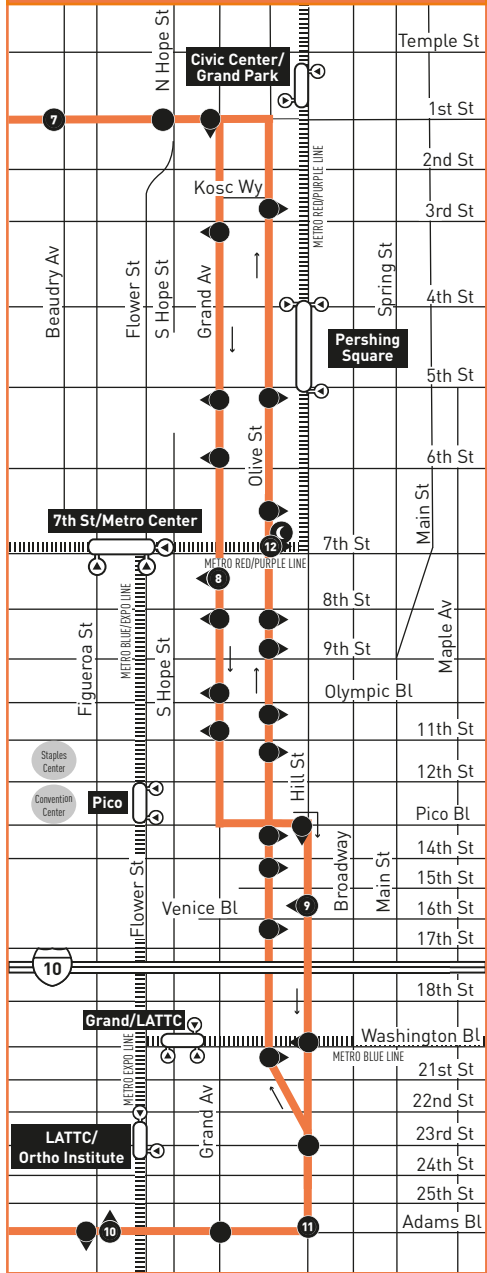 N Hope St
Temple St
Civic Center/
Grand Park
7
1st St
2nd St
METRO RED/PURPLE LINE
Kosc Wy
3rd St
Beaudry Av
Flower St
S Hope St
Grand Av
Spring St
4th St
Pershing
Square
5th St
Olive St
6th St
Main St
7th St/Metro Center
12
7th St
METRO RED/PURPLE LINE
8
METRO BLUE/EXPO LINE
8th St
Figueroa St
S Hope St
9th St
Maple Av
Olympic Bl
11th St
Staples
Center
Hill St
12th St
Convention
Center
Pico
Pico Bl
Flower St
14th St
Broadway
Main St
15th St
Venice Bl
9
16th St
17th St
10
18th St
Grand/LATTC
Washington Bl
METRO EXPO LINE
METRO BLUE LINE
21st St
Grand Av
22nd St
LATTC/
Ortho Institute
23rd St
24th St
25th St
10
11
Adams Bl